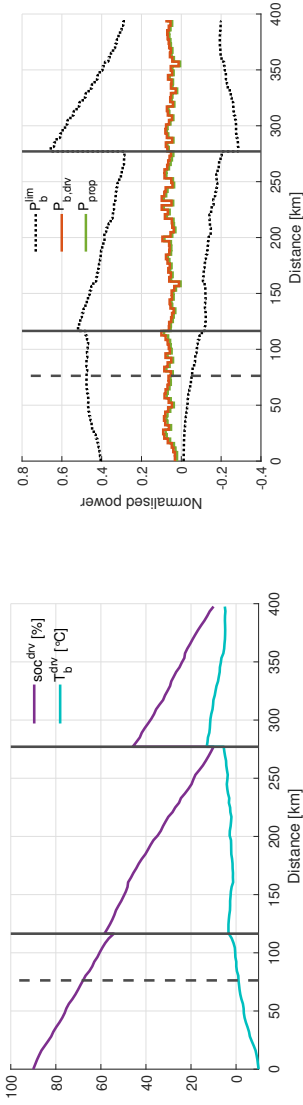 100
80
60
40
20
0
soc^drv [%]
T_b^drv [°C]
0 50 100 150 200 250 300 350 400
Distance [km]
Normalised power
0.8
0.6
0.4
0.2
0
-0.2
-0.4
P_b^lim
P_b,drv
P_prop
0 50 100 150 200 250 300 350 400
Distance [km]